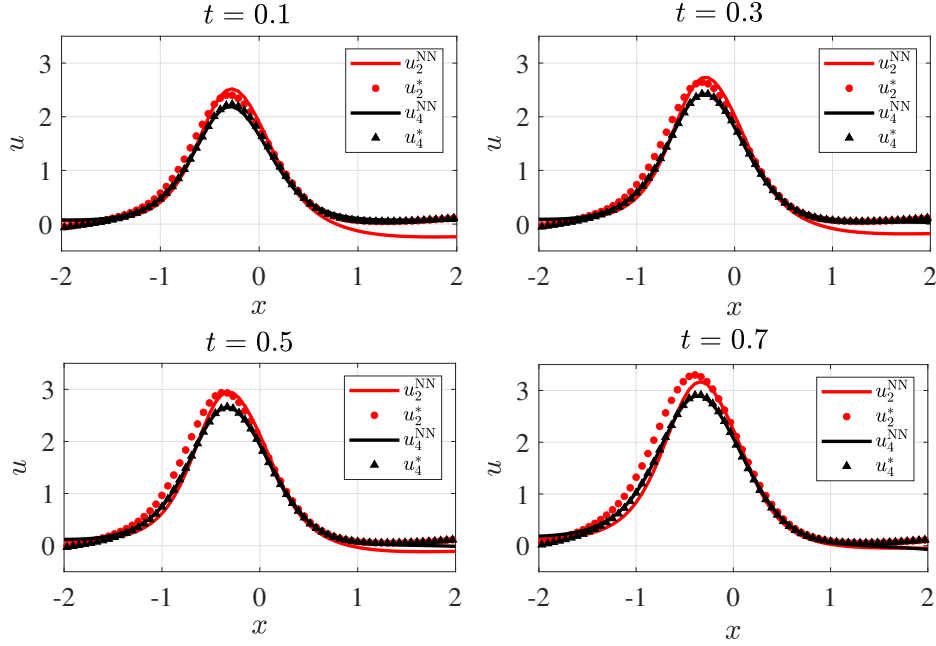 t = 0.1
u
3
2
1
0
-2 -1 0 1 2
x
u_2^NN
u_2^*
u_4^NN
u_4^*
t = 0.3
u
3
2
1
0
-2 -1 0 1 2
x
u_2^NN
u_2^*
u_4^NN
u_4^*
t = 0.5
u
3
2
1
0
-2 -1 0 1 2
x
u_2^NN
u_2^*
u_4^NN
u_4^*
t = 0.7
u
3
2
1
0
-2 -1 0 1 2
x
u_2^NN
u_2^*
u_4^NN
u_4^*